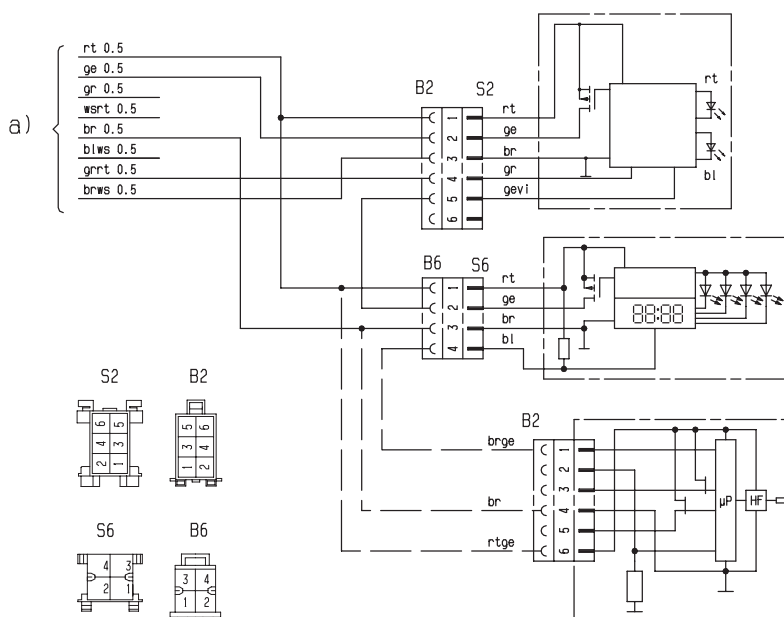 a)
rt 0.5
ge 0.5
gr 0.5
wsrt 0.5
br 0.5
blws 0.5
grrt 0.5
brws 0.5
B2 S2
1 rt
2 ge
3 br
4 gr
5 gevi
6
rt
bl
B6 S6
1 rt
2 ge
3 br
4 bl
88:88
S2 B2
6 5
4 3
2 1
5 6
3 4
1 2
S6 B6
4 3
2 1
3 4
1 2
B2
brge 1
2
3
br 4
5
rtge 6
µP
HF